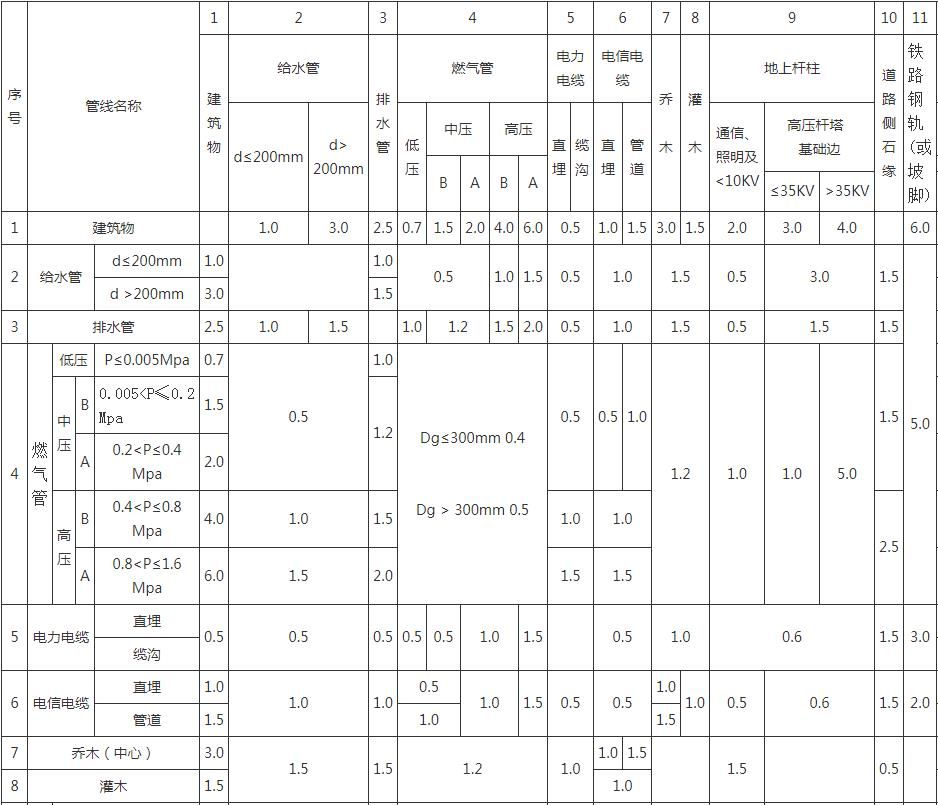 1 2 3 4 5 6 7 8 9 10 11
序号 管线名称 建筑物 给水管 排水管 燃气管 电力电缆 电信电缆 乔木 灌木 地上杆柱 道路侧石缘 铁路钢轨(或坡脚)
d≤200mm d>200mm 低压 中压 高压 直埋 缆沟 直埋 管道 通信、照明及<10KV 高压杆塔基础边
B A B A ≤35KV >35KV
1 建筑物 1.0 3.0 2.5 0.7 1.5 2.0 4.0 6.0 0.5 1.0 1.5 3.0 1.5 2.0 3.0 4.0 6.0
2 给水管 d≤200mm 1.0 1.0 0.5 1.0 1.5 0.5 1.0 1.5 0.5 3.0 1.5
d >200mm 3.0 1.5
3 排水管 2.5 1.0 1.5 1.0 1.2 1.5 2.0 0.5 1.0 1.5 0.5 1.5 1.5
4 燃气管 低压 P≤0.005Mpa 0.7 0.5 1.0 Dg≤300mm 0.4 0.5 0.5 1.0 1.2 1.0 1.0 5.0 1.5 5.0
中压 B 0.005<P≤0.2 Mpa 1.5 1.2
A 0.2<P≤0.4 Mpa 2.0
高压 B 0.4<P≤0.8 Mpa 4.0 1.0 1.5 Dg > 300mm 0.5 1.0 1.0 2.5
A 0.8<P≤1.6 Mpa 6.0 1.5 2.0 1.5 1.5
5 电力电缆 直埋 0.5 0.5 0.5 0.5 0.5 1.0 1.5 0.5 1.0 0.6 1.5 3.0
缆沟
6 电信电缆 直埋 1.0 1.0 1.0 0.5 1.0 1.5 0.5 0.5 1.0 1.0 0.5 0.6 1.5 2.0
管道 1.5 1.0 1.5
7 乔木（中心） 3.0 1.5 1.5 1.2 1.0 1.0 1.5 1.5 0.5
8 灌木 1.5 1.0